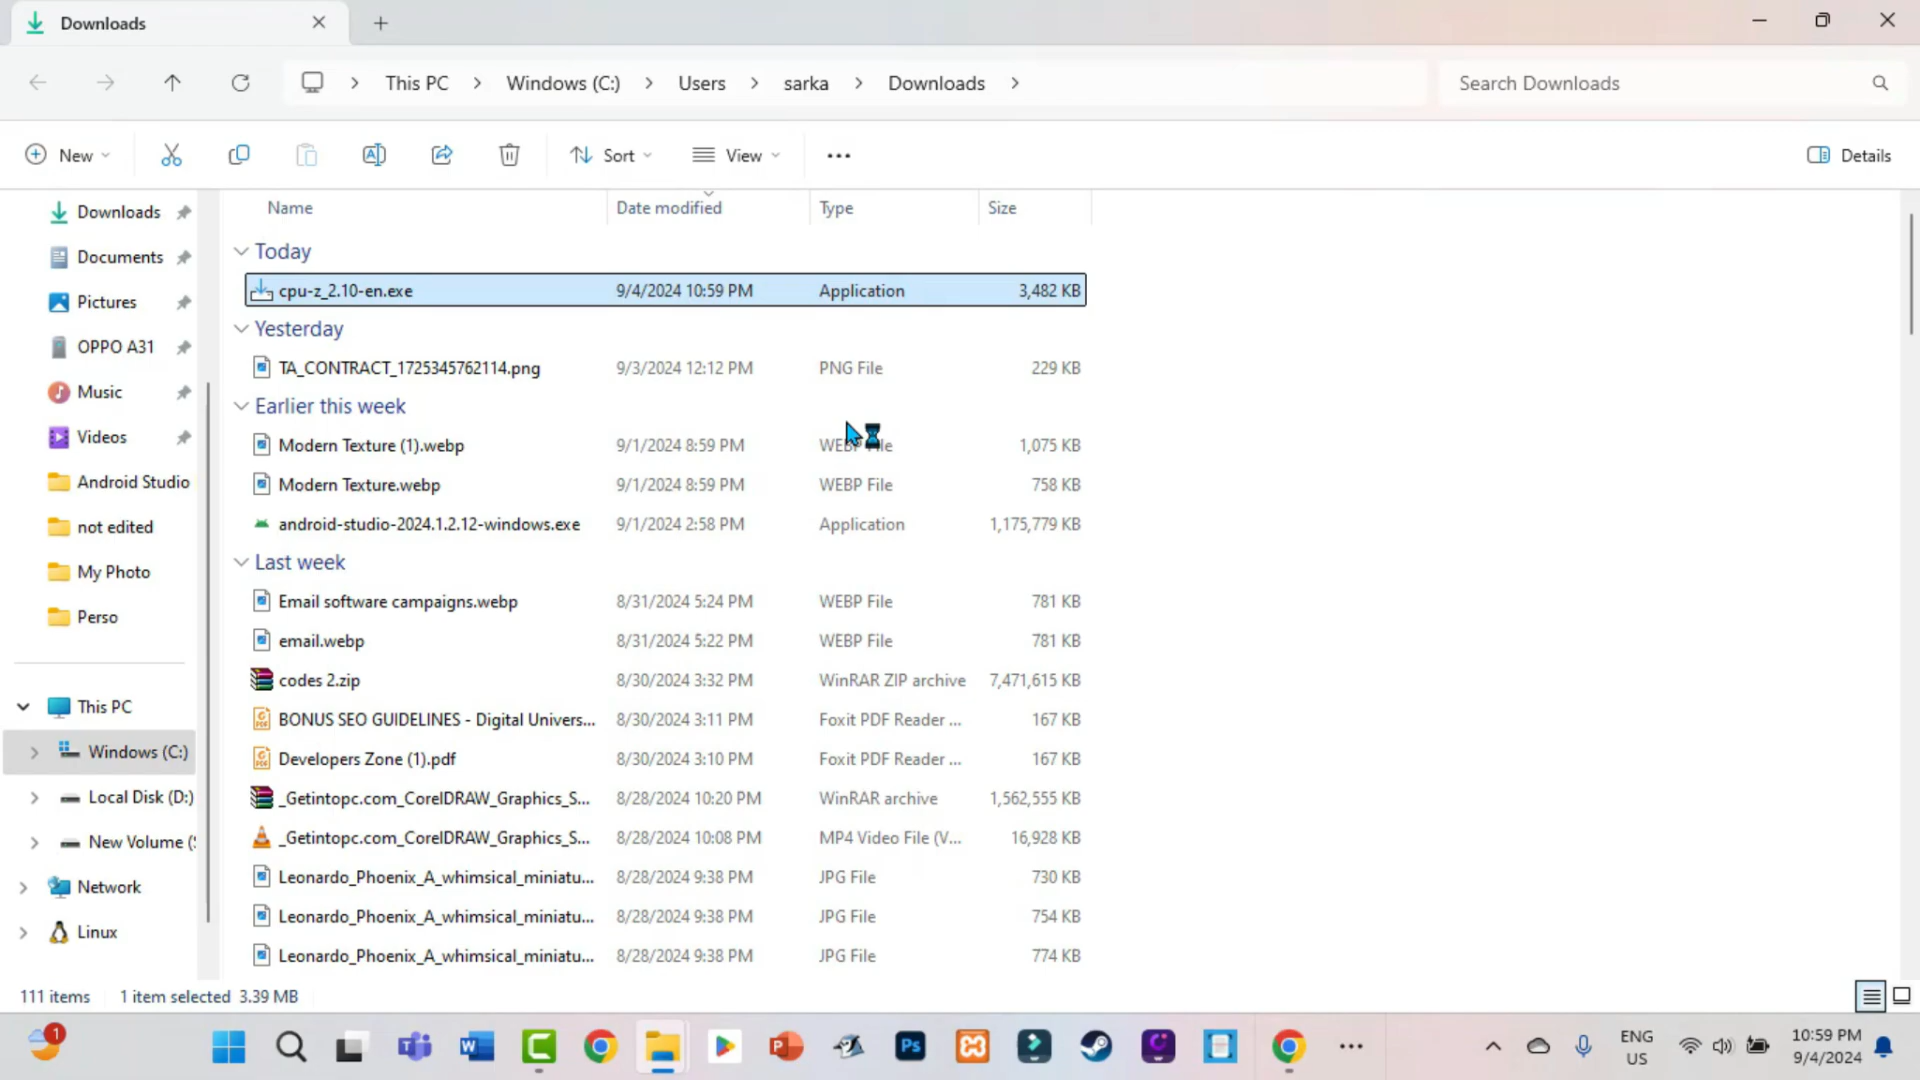 Downloads
This PC > Windows (C:) > Users > sarka > Downloads >
Search Downloads
New
Sort
View
Details
Name Date modified Type Size
Downloads
Documents
Pictures
OPPO A31
Music
Videos
Android Studio
not edited
My Photo
Perso
This PC
Windows (C:)
Local Disk (D:)
New Volume (
Network
Linux
Today
cpu-z_2.10-en.exe 9/4/2024 10:59 PM Application 3,482 KB
Yesterday
TA_CONTRACT_1725345762114.png 9/3/2024 12:12 PM PNG File 229 KB
Earlier this week
Modern Texture (1).webp 9/1/2024 8:59 PM WEBP File 1,075 KB
Modern Texture.webp 9/1/2024 8:59 PM WEBP File 758 KB
android-studio-2024.1.2.12-windows.exe 9/1/2024 2:58 PM Application 1,175,779 KB
Last week
Email software campaigns.webp 8/31/2024 5:24 PM WEBP File 781 KB
email.webp 8/31/2024 5:22 PM WEBP File 781 KB
codes 2.zip 8/30/2024 3:32 PM WinRAR ZIP archive 7,471,615 KB
BONUS SEO GUIDELINES - Digital Univers... 8/30/2024 3:11 PM Foxit PDF Reader ... 167 KB
Developers Zone (1).pdf 8/30/2024 3:10 PM Foxit PDF Reader ... 167 KB
_Getintopc.com_CorelDRAW_Graphics_S... 8/28/2024 10:20 PM WinRAR archive 1,562,555 KB
_Getintopc.com_CorelDRAW_Graphics_S... 8/28/2024 10:08 PM MP4 Video File (V... 16,928 KB
Leonardo_Phoenix_A_whimsical_miniatu... 8/28/2024 9:38 PM JPG File 730 KB
Leonardo_Phoenix_A_whimsical_miniatu... 8/28/2024 9:38 PM JPG File 754 KB
Leonardo_Phoenix_A_whimsical_miniatu... 8/28/2024 9:38 PM JPG File 774 KB
111 items 1 item selected 3.39 MB
1
W
P
Ps
ENG
US
10:59 PM
9/4/2024